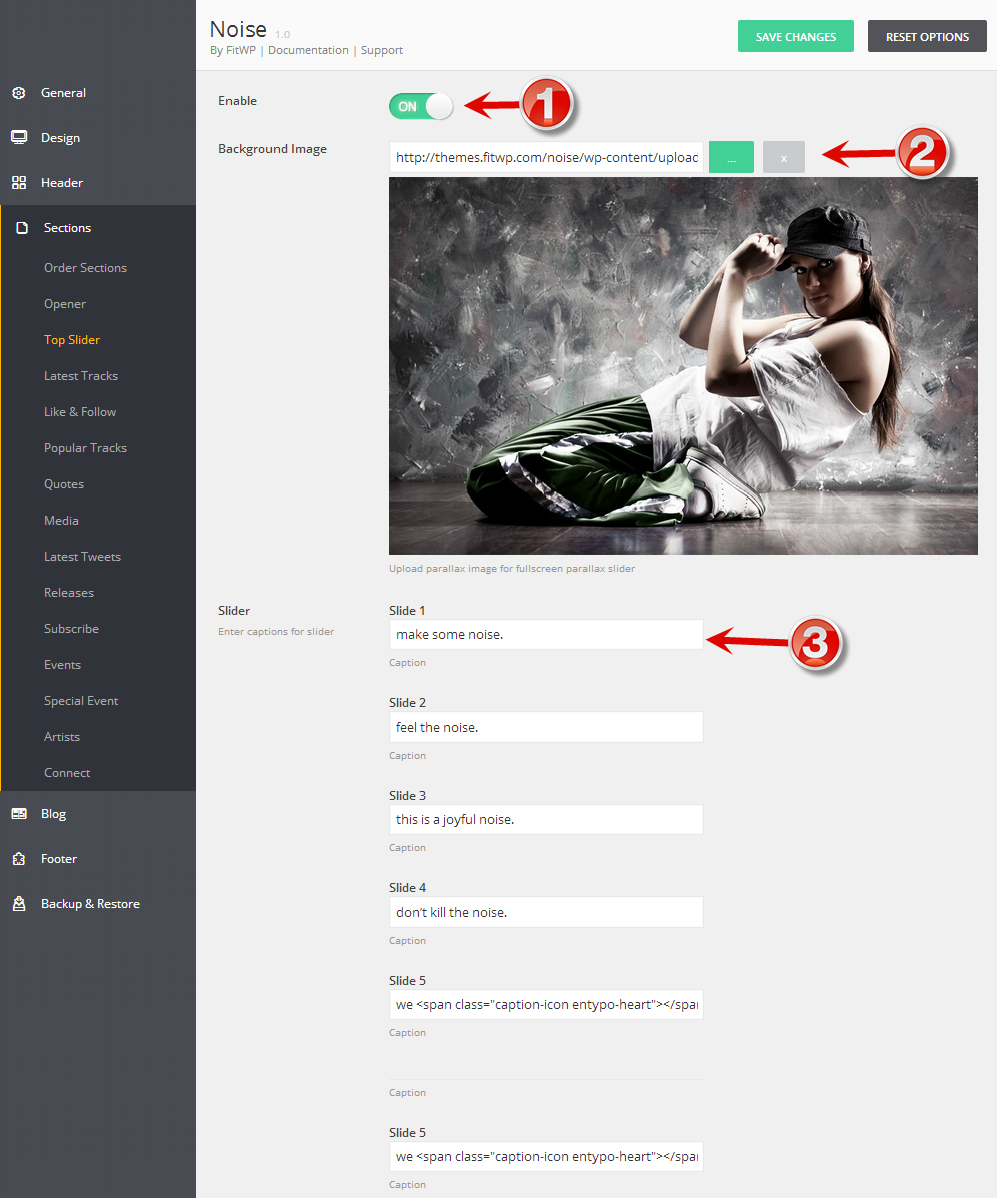 Noise 1.0
By FitWP | Documentation | Support
SAVE CHANGES
RESET OPTIONS
General
Design
Header
Sections
Order Sections
Opener
Top Slider
Latest Tracks
Like & Follow
Popular Tracks
Quotes
Media
Latest Tweets
Releases
Subscribe
Events
Special Event
Artists
Connect
Blog
Footer
Backup & Restore
Enable
ON
1
Background Image
http://themes.fitwp.com/noise/wp-content/upload
...
x
2
Upload parallax image for fullscreen parallax slider
Slider
Enter captions for slider
Slide 1
make some noise.
3
Caption
Slide 2
feel the noise.
Caption
Slide 3
this is a joyful noise.
Caption
Slide 4
don't kill the noise.
Caption
Slide 5
we <span class="caption-icon entypo-heart"></span
Caption
Caption
Slide 5
we <span class="caption-icon entypo-heart"></span
Caption